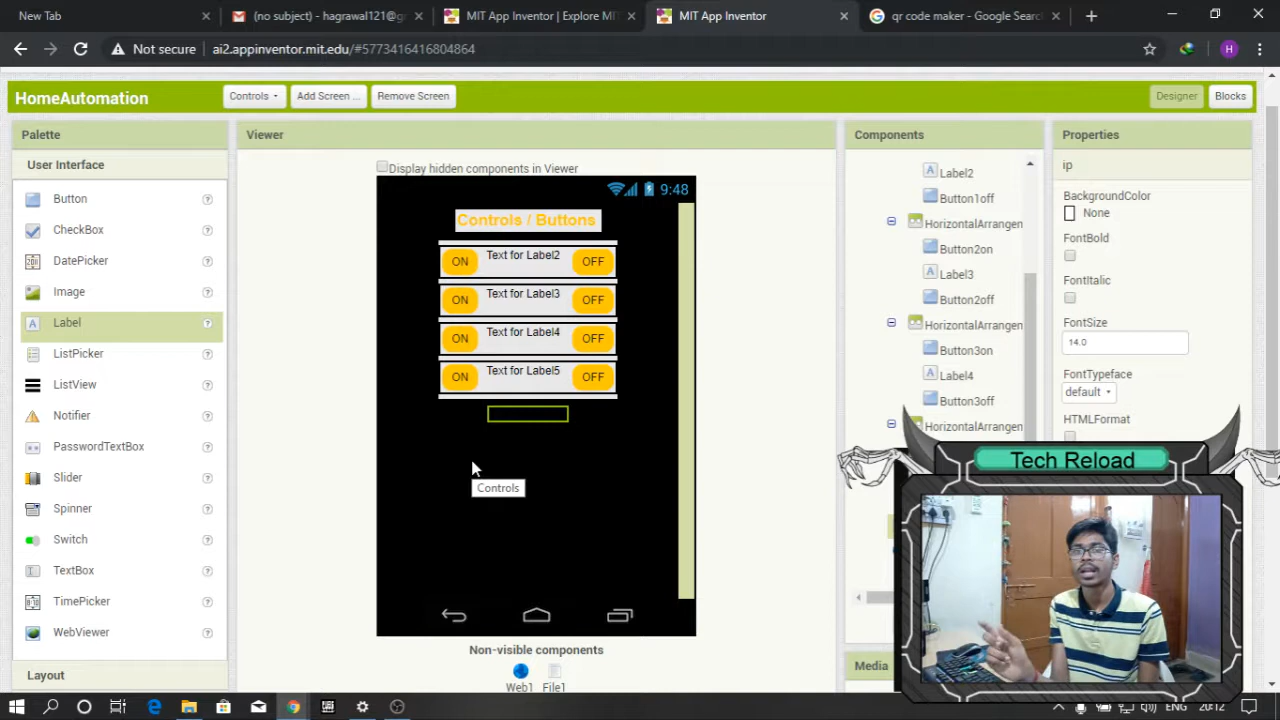 New Tab
(no subject) - hagrawal121@g
MIT App Inventor | Explore MIT
MIT App Inventor
qr code maker - Google Search
Not secure
ai2.appinventor.mit.edu/#5773416416804864
H
HomeAutomation
Controls
Add Screen ...
Remove Screen
Designer
Blocks
Palette
User Interface
Button
CheckBox
DatePicker
Image
Label
ListPicker
ListView
Notifier
PasswordTextBox
Slider
Spinner
Switch
TextBox
TimePicker
WebViewer
Layout
Viewer
Display hidden components in Viewer
9:48
Controls / Buttons
ON Text for Label2 OFF
ON Text for Label3 OFF
ON Text for Label4 OFF
ON Text for Label5 OFF
Controls
Non-visible components
Web1 File1
Components
Label2
Button1off
HorizontalArrangen
Button2on
Label3
Button2off
HorizontalArrangen
Button3on
Label4
Button3off
HorizontalArrangen
Media
Properties
ip
BackgroundColor
None
FontBold
FontItalic
FontSize
14.0
FontTypeface
default
HTMLFormat
Tech Reload
ENG
20:12